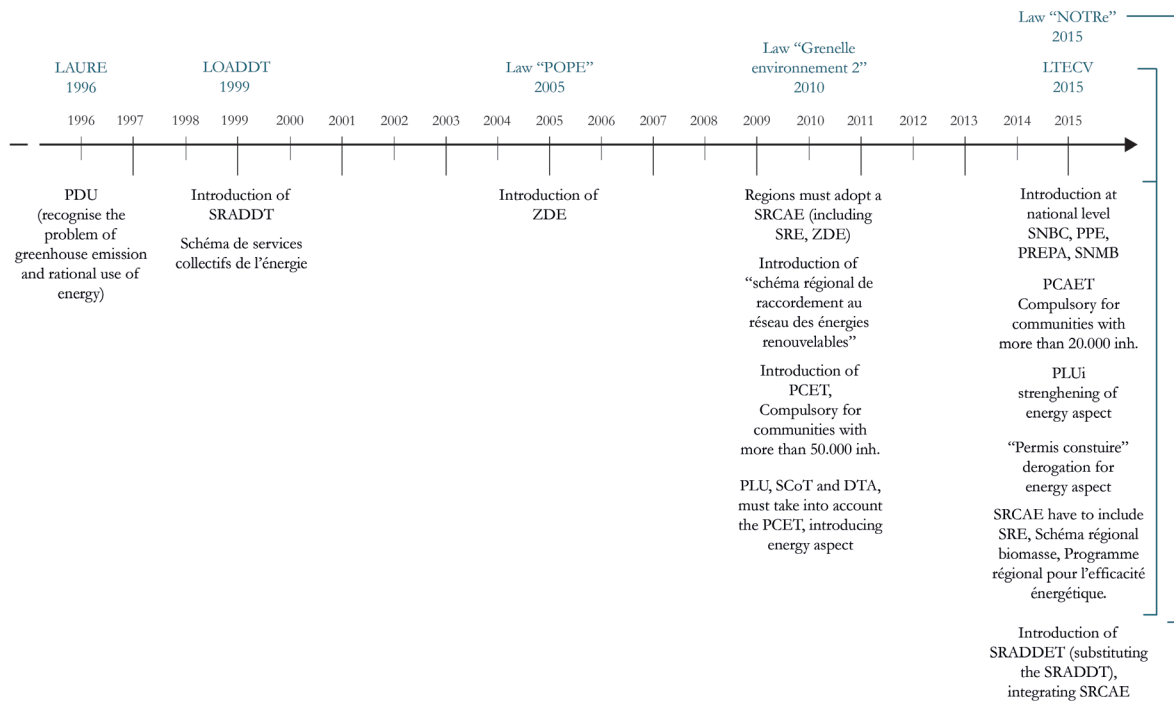 Law “NOTRe”
2015
LAURE
1996
LOADDT
1999
Law “POPE”
2005
Law “Grenelle
environnement 2”
2010
LTECV
2015
1996 1997 1998 1999 2000 2001 2002 2003 2004 2005 2006 2007 2008 2009 2010 2011 2012 2013 2014 2015
PDU
(recognise the
problem of
greenhouse emission
and rational use of
energy)
Introduction of
SRADDT
Schéma de services
collectifs de l’énergie
Introduction of
ZDE
Regions must adopt a
SRCAE (including
SRE, ZDE)
Introduction of
“schéma régional de
raccordement au
réseau des énergies
renouvelables”
Introduction of
PCET,
Compulsory for
communities with
more than 50.000 inh.
PLU, SCoT and DTA,
must take into account
the PCET, introducing
energy aspect
Introduction at
national level
SNBC, PPE,
PREPA, SNMB
PCAET
Compulsory for
communities with
more than 20.000 inh.
PLUi
strenghening of
energy aspect
“Permis constuire”
derogation for
energy aspect
SRCAE have to include
SRE, Schéma régional
biomasse, Programme
régional pour l’efficacité
énergétique.
Introduction of
SRADDET (substituting
the SRADDT),
integrating SRCAE